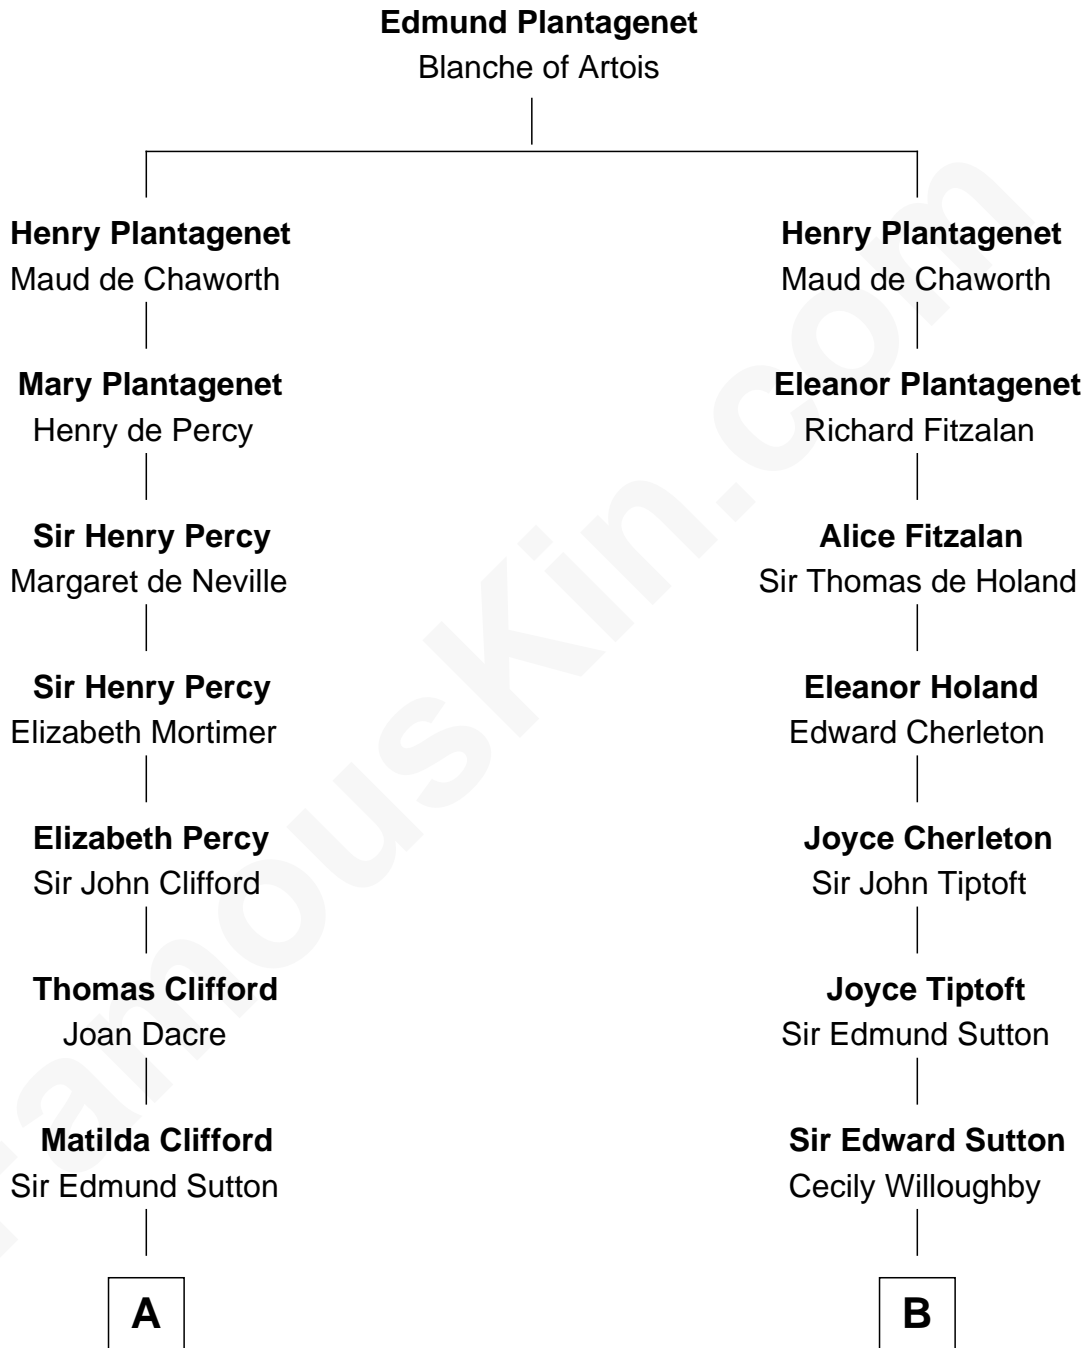 Edmund Plantagenet
Blanche of Artois
Henry Plantagenet
Maud de Chaworth
Henry Plantagenet
Maud de Chaworth
Mary Plantagenet
Henry de Percy
Eleanor Plantagenet
Richard Fitzalan
Sir Henry Percy
Margaret de Neville
Alice Fitzalan
Sir Thomas de Holand
Sir Henry Percy
Elizabeth Mortimer
Eleanor Holand
Edward Cherleton
Elizabeth Percy
Sir John Clifford
Joyce Cherleton
Sir John Tiptoft
Thomas Clifford
Joan Dacre
Joyce Tiptoft
Sir Edmund Sutton
Matilda Clifford
Sir Edmund Sutton
Sir Edward Sutton
Cecily Willoughby
A
B
FamousKin.com